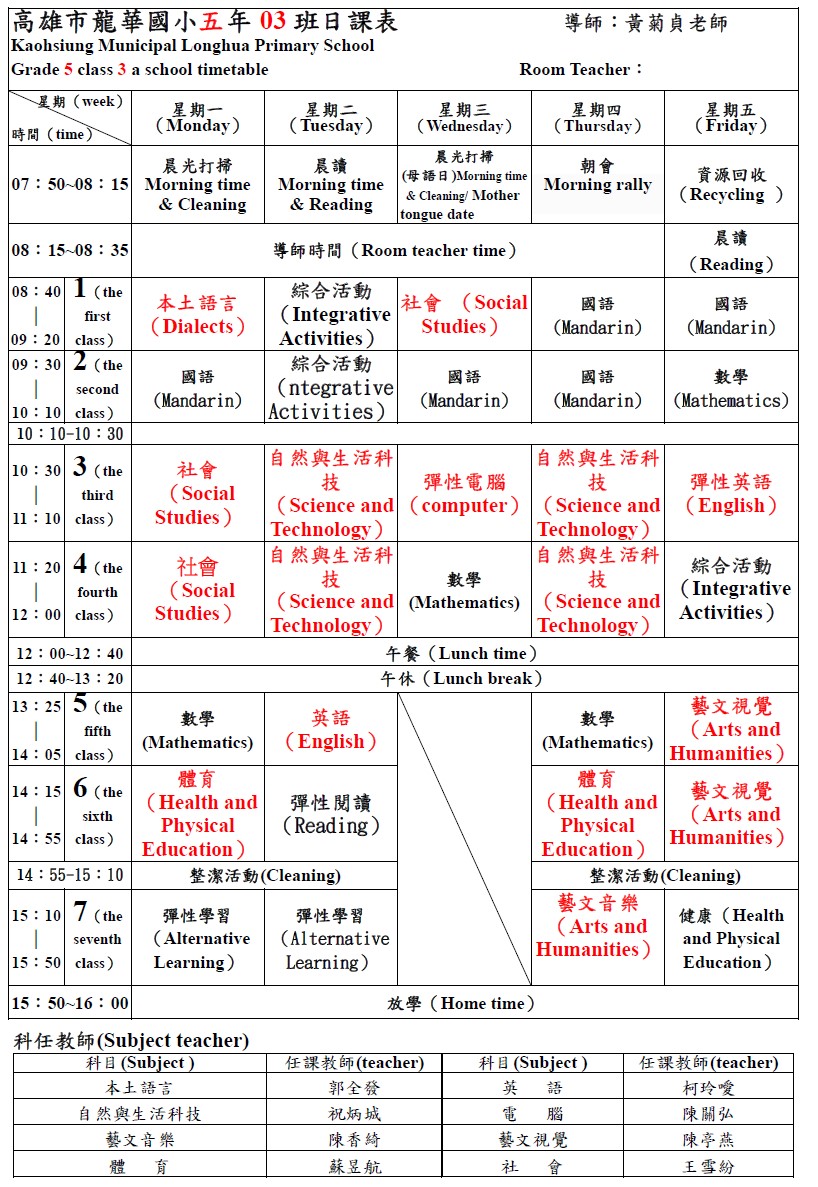 高雄市龍華國小五年 03 班日課表 導師：黃菊貞老師
Kaohsiung Municipal Longhua Primary School
Grade 5 class 3 a school timetable Room Teacher：
星期（week）
時間（time）
星期一
（Monday）
星期二
（Tuesday）
星期三
（Wednesday）
星期四
（Thursday）
星期五
（Friday）
07：50~08：15
晨光打掃
Morning time
& Cleaning
晨讀
Morning time
& Reading
晨光打掃
(母語日)Morning time
& Cleaning/ Mother
tongue date
朝會
Morning rally
資源回收
（Recycling ）
08：15~08：35
導師時間（Room teacher time）
晨讀
（Reading）
08：40
|
09：20
1（the
first
class）
本土語言
（Dialects）
綜合活動
（Integrative
Activities）
社會 （Social
Studies）
國語
（Mandarin）
國語
（Mandarin）
09：30
|
10：10
2（the
second
class）
國語
（Mandarin）
綜合活動
（ntegrative
Activities）
國語
（Mandarin）
國語
（Mandarin）
數學
（Mathematics）
10：10-10：30
10：30
|
11：10
3（the
third
class）
社會
（Social
Studies）
自然與生活科
技
（Science and
Technology）
彈性電腦
（computer）
自然與生活科
技
（Science and
Technology）
彈性英語
（English）
11：20
|
12：00
4（the
fourth
class）
社會
（Social
Studies）
自然與生活科
技
（Science and
Technology）
數學
(Mathematics)
自然與生活科
技
（Science and
Technology）
綜合活動
（Integrative
Activities）
12：00~12：40
午餐（Lunch time）
12：40~13：20
午休（Lunch break）
13：25
|
14：05
5（the
fifth
class）
數學
(Mathematics)
英語
（English）
數學
(Mathematics)
藝文視覺
（Arts and
Humanities）
14：15
|
14：55
6（the
sixth
class）
體育
（Health and
Physical
Education）
彈性閱讀
（Reading）
體育
（Health and
Physical
Education）
藝文視覺
（Arts and
Humanities）
14：55-15：10
整潔活動(Cleaning)
整潔活動(Cleaning)
15：10
|
15：50
7（the
seventh
class）
彈性學習
（Alternative
Learning）
彈性學習
（Alternative
Learning）
藝文音樂
（Arts and
Humanities）
健康（Health
and Physical
Education）
15：50~16：00
放學（Home time）
科任教師(Subject teacher)
科目(Subject ) 任課教師(teacher) 科目(Subject ) 任課教師(teacher)
本土語言 郭全發 英 語 柯玲噯
自然與生活科技 祝炳城 電 腦 陳關弘
藝文音樂 陳香綺 藝文視覺 陳亭燕
體 育 蘇昱航 社 會 王雪紛